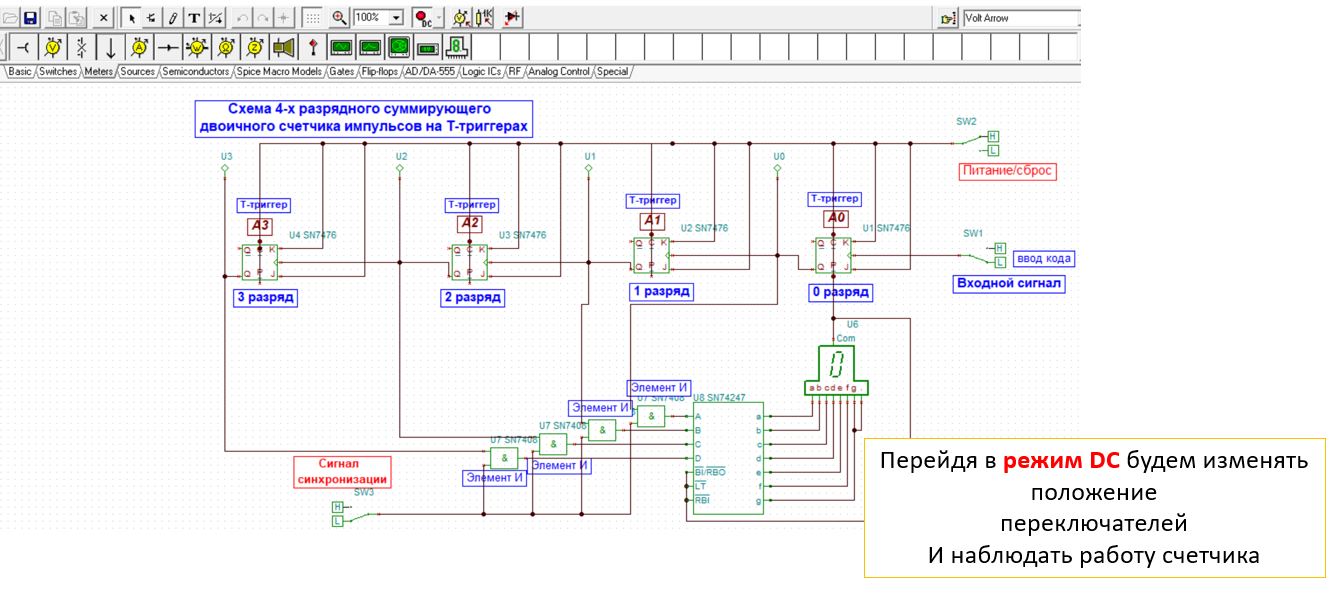 100%
DC
Volt Arrow
Basic Switches Meters Sources Semiconductors Spice Macro Models Gates Flip-flops AD/DA-555 Logic ICs RF Analog Control Special
Схема 4-х разрядного суммирующего
двоичного счетчика импульсов на Т-триггерах
SW2
H
L
Питание/сброс
U3
U2
U1
U0
Т-триггер
Т-триггер
Т-триггер
Т-триггер
A3
A2
A1
A0
U4 SN7476
U3 SN7476
U2 SN7476
U1 SN7476
SW1
H
L
ввод кода
Входной сигнал
3 разряд
2 разряд
1 разряд
0 разряд
U6
Com
0
a b c d e f g .
Элемент И
U7 SN7408
U8 SN74247
Элемент И
U7 SN7408
Элемент И
U7 SN7408
Элемент И
&
&
&
&
A
B
C
D
BI/RBO
LT
RBI
a
b
c
d
e
f
g
Сигнал
синхронизации
SW3
H
L
Перейдя в режим DC будем изменять
положение
переключателей
И наблюдать работу счетчика